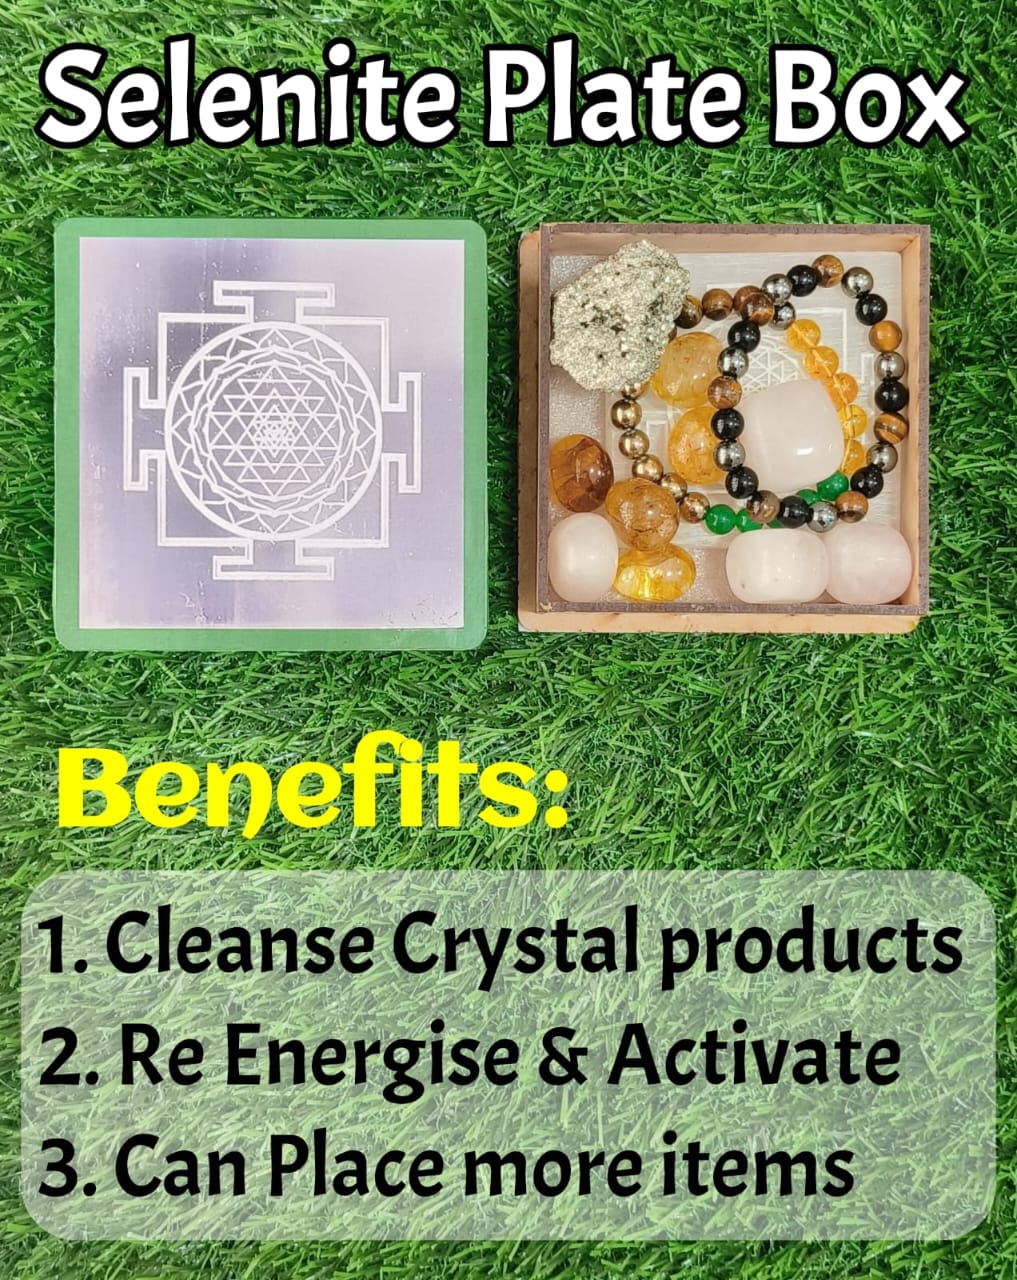 Selenite Plate Box
Benefits:
1. Cleanse Crystal products
2. Re Energise & Activate
3. Can Place more items